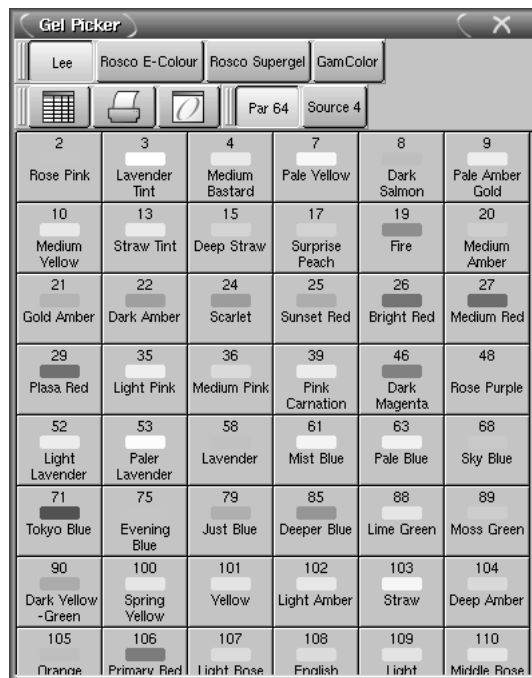 Gel Picker
Lee Rosco E-Colour Rosco Supergel GamColor
Par 64 Source 4
2 3 4 7 8 9
Rose Pink Lavender Tint Medium Bastard Pale Yellow Dark Salmon Pale Amber Gold
10 13 15 17 19 20
Medium Yellow Straw Tint Deep Straw Surprise Peach Fire Medium Amber
21 22 24 25 26 27
Gold Amber Dark Amber Scarlet Sunset Red Bright Red Medium Red
29 35 36 39 46 48
Plasa Red Light Pink Medium Pink Pink Carnation Dark Magenta Rose Purple
52 53 58 61 63 68
Light Lavender Paler Lavender Lavender Mist Blue Pale Blue Sky Blue
71 75 79 85 88 89
Tokyo Blue Evening Blue Just Blue Deeper Blue Lime Green Moss Green
90 100 101 102 103 104
Dark Yellow -Green Spring Yellow Yellow Light Amber Straw Deep Amber
105 106 107 108 109 110
Orange Primary Red Light Rose English Light Middle Rose